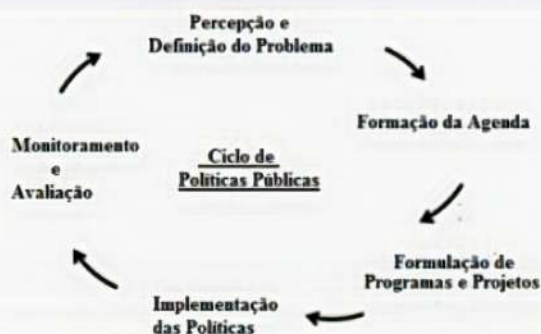 Percepção e
Definição do Problema
Formação da Agenda
Formulação de
Programas e Projetos
Implementação
das Políticas
Monitoramento
e
Avaliação
Ciclo de
Políticas Públicas